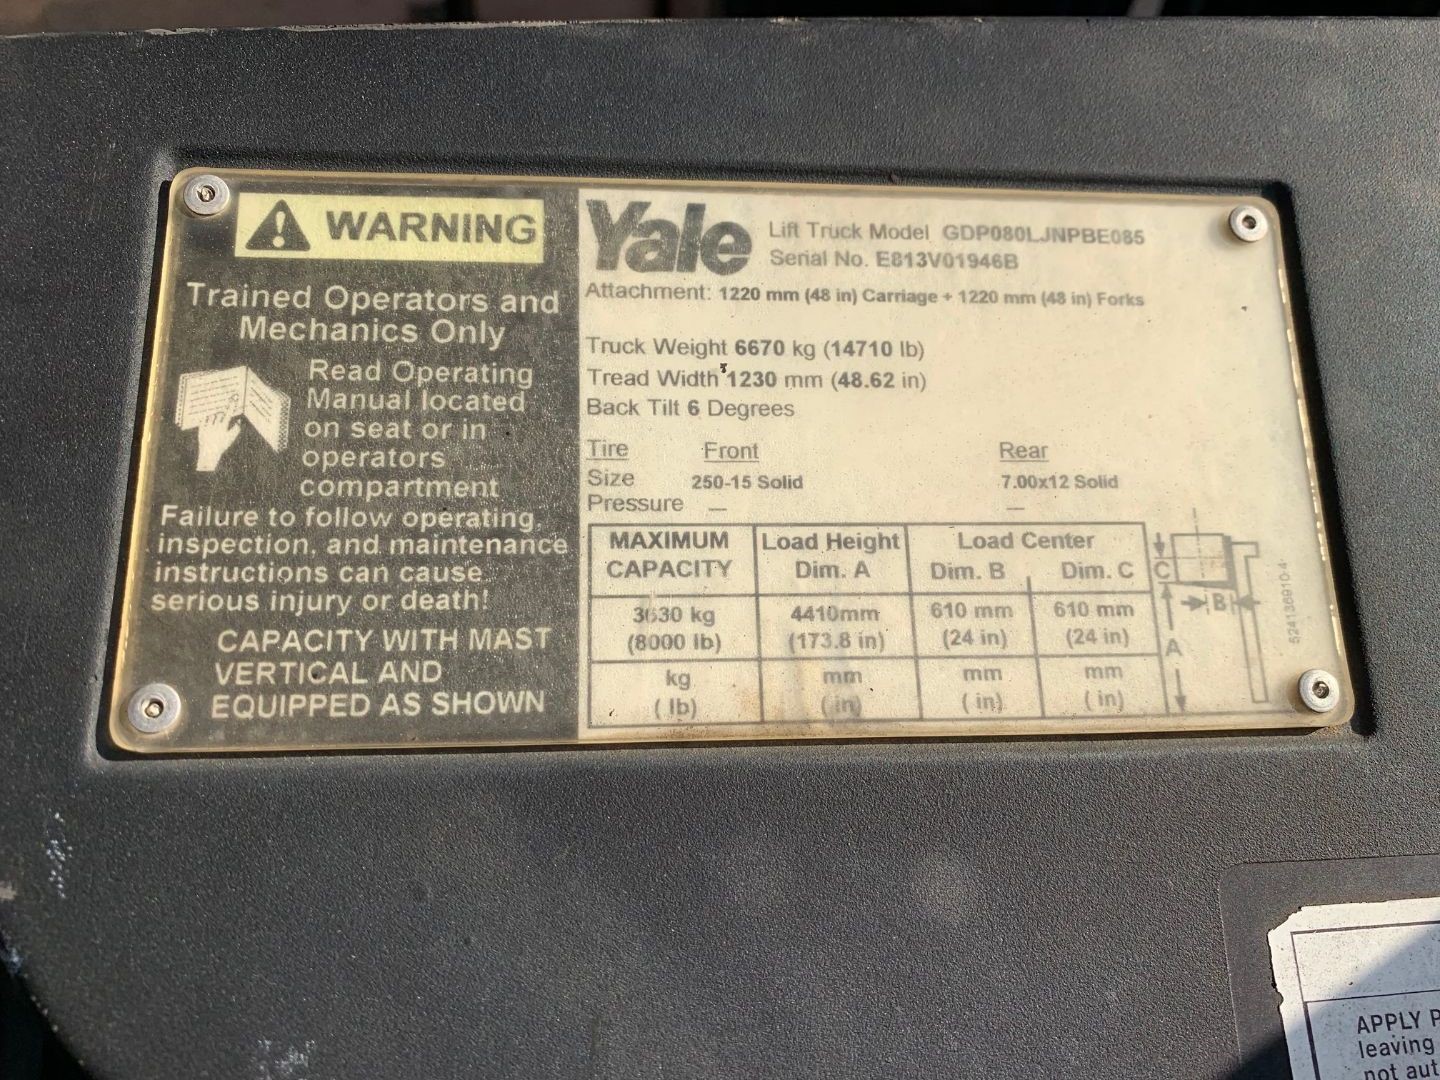 WARNING
Trained Operators and
Mechanics Only
Read Operating
Manual located
on seat or in
operators
compartment
Failure to follow operating,
inspection, and maintenance
instructions can cause
serious injury or death!
CAPACITY WITH MAST
VERTICAL AND
EQUIPPED AS SHOWN
Yale
Lift Truck Model GDP080LJNPBE085
Serial No. E813V01946B
Attachment: 1220 mm (48 in) Carriage + 1220 mm (48 in) Forks
Truck Weight 6670 kg (14710 lb)
Tread Width 1230 mm (48.62 in)
Back Tilt 6 Degrees
Tire Front Rear
Size 250-15 Solid 7.00x12 Solid
Pressure — —
MAXIMUM CAPACITY Load Height Dim. A Load Center Dim. B Dim. C
3630 kg 4410mm 610 mm 610 mm
(8000 lb) (173.8 in) (24 in) (24 in)
kg mm mm mm
( lb) ( in) ( in) ( in)
C
B
A
524136910-4
APPLY P
leaving
not aut